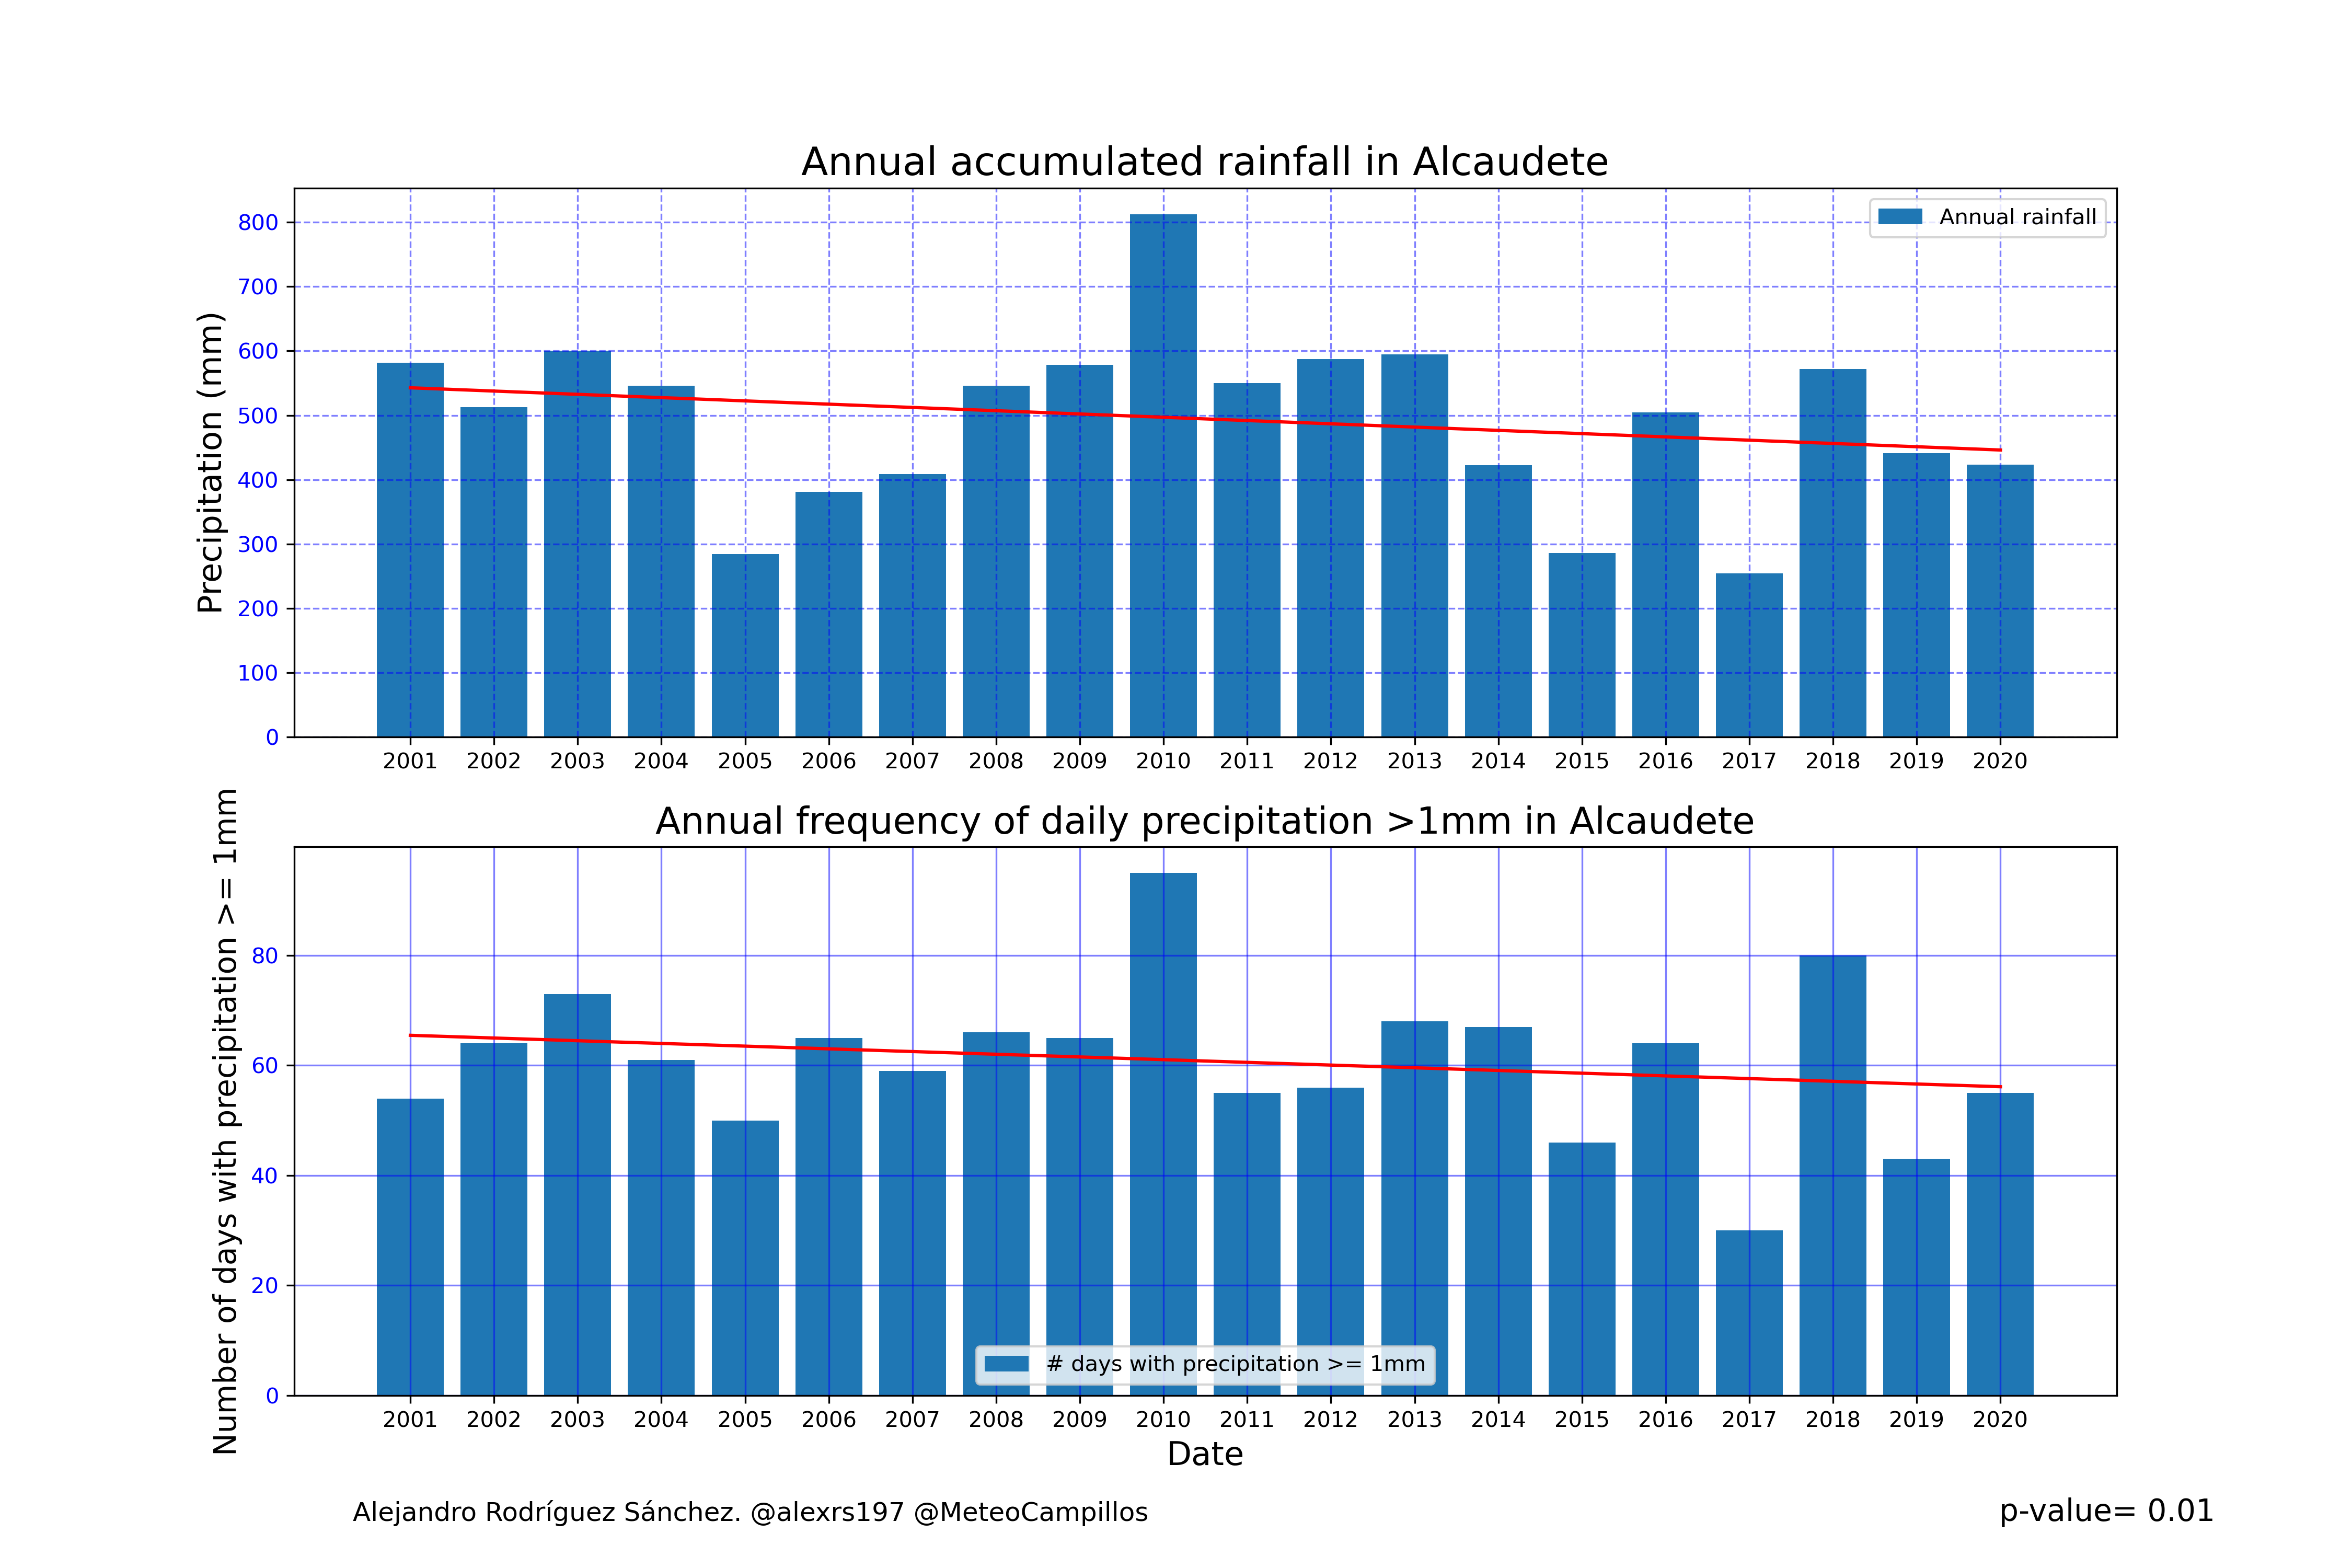 Annual accumulated rainfall in Alcaudete
Precipitation (mm)
800
700
600
500
400
300
200
100
0
Annual rainfall
2001 2002 2003 2004 2005 2006 2007 2008 2009 2010 2011 2012 2013 2014 2015 2016 2017 2018 2019 2020
Annual frequency of daily precipitation >1mm in Alcaudete
Number of days with precipitation >= 1mm
80
60
40
20
0
# days with precipitation >= 1mm
2001 2002 2003 2004 2005 2006 2007 2008 2009 2010 2011 2012 2013 2014 2015 2016 2017 2018 2019 2020
Date
Alejandro Rodríguez Sánchez. @alexrs197 @MeteoCampillos
p-value= 0.01